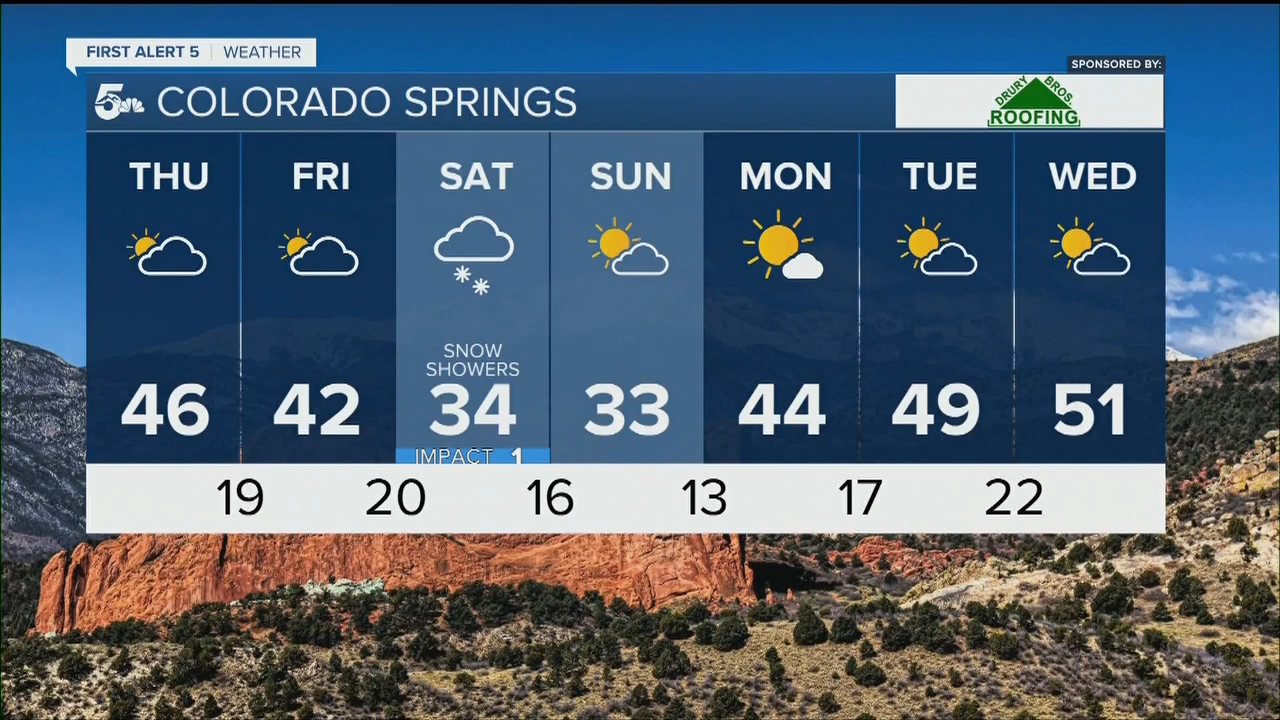 FIRST ALERT 5 | WEATHER
SPONSORED BY:
5 COLORADO SPRINGS
DRURY BROS.
ROOFING
THU FRI SAT SUN MON TUE WED
SNOW
SHOWERS
46 42 34 33 44 49 51
IMPACT 1
19 20 16 13 17 22